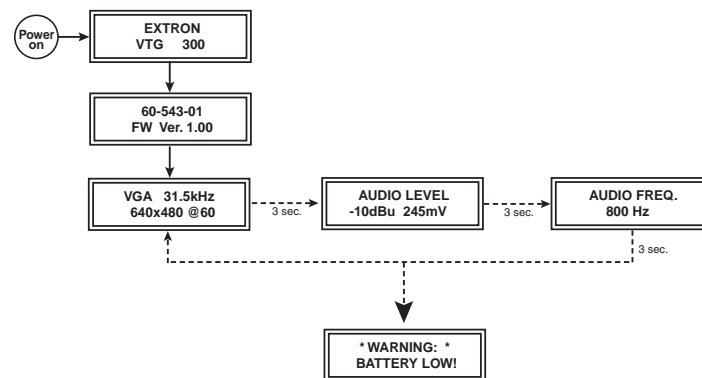 Power
on
EXTRON
VTG 300
60-543-01
FW Ver. 1.00
VGA 31.5kHz
640x480 @60
3 sec.
AUDIO LEVEL
-10dBu 245mV
3 sec.
AUDIO FREQ.
800 Hz
3 sec.
* WARNING: *
BATTERY LOW!